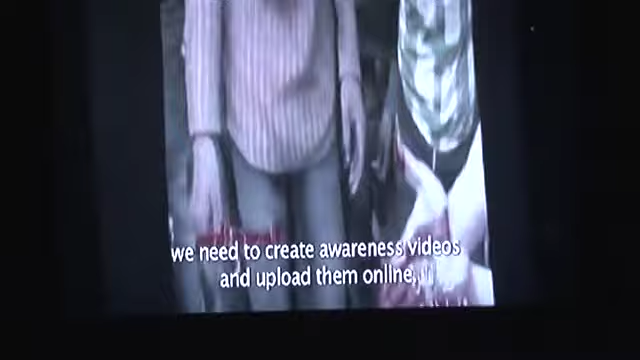 we need to create awareness videos
and upload them online,